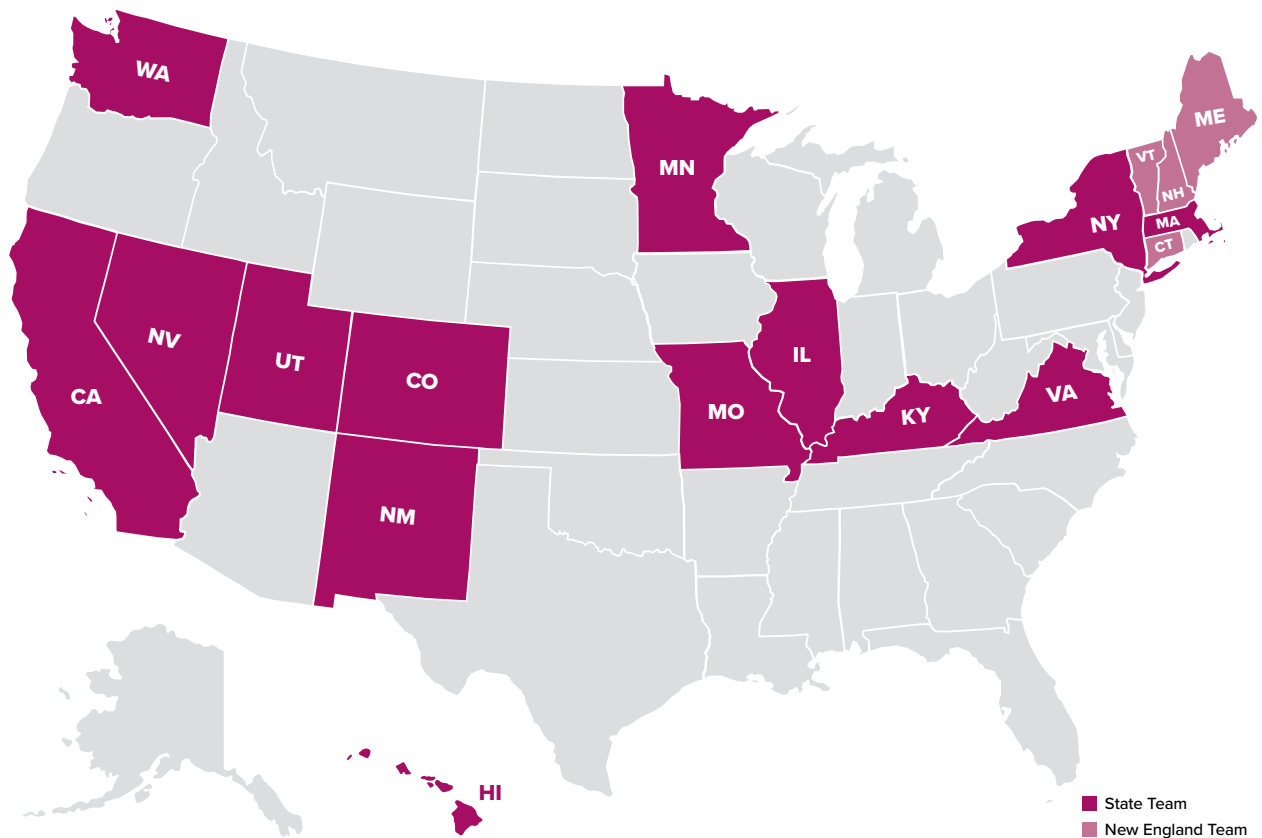 WA
MN
ME
VT
NH
NY
MA
CT
NV
UT
CO
IL
CA
MO
KY
VA
NM
HI
State Team
New England Team